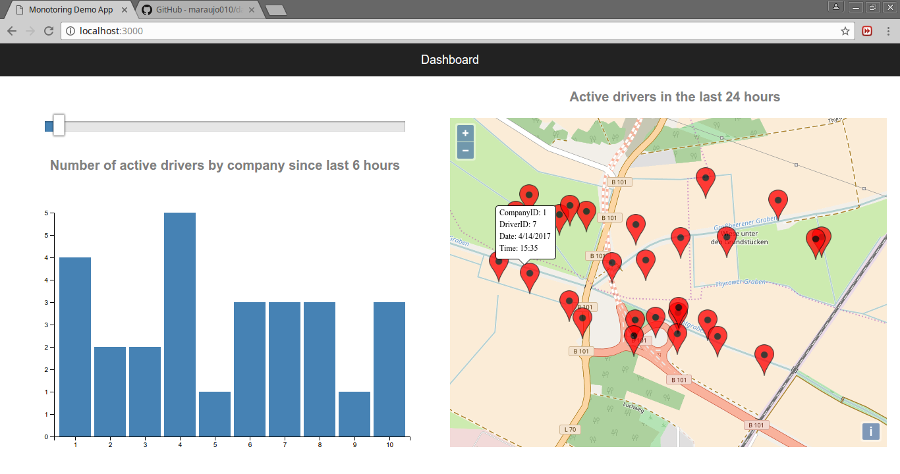 Monotoring Demo App
GitHub - maraujo010/d
localhost:3000
Dashboard
Active drivers in the last 24 hours
Number of active drivers by company since last 6 hours
5
5
4
4
3
3
2
2
1
1
0
1
2
3
4
5
6
7
8
9
10
+
−
CompanyID: 1
DriverID: 7
Date: 4/14/2017
Time: 15:35
B 101
B 101
B 101
B 101
B 101
B 101
L 70
i